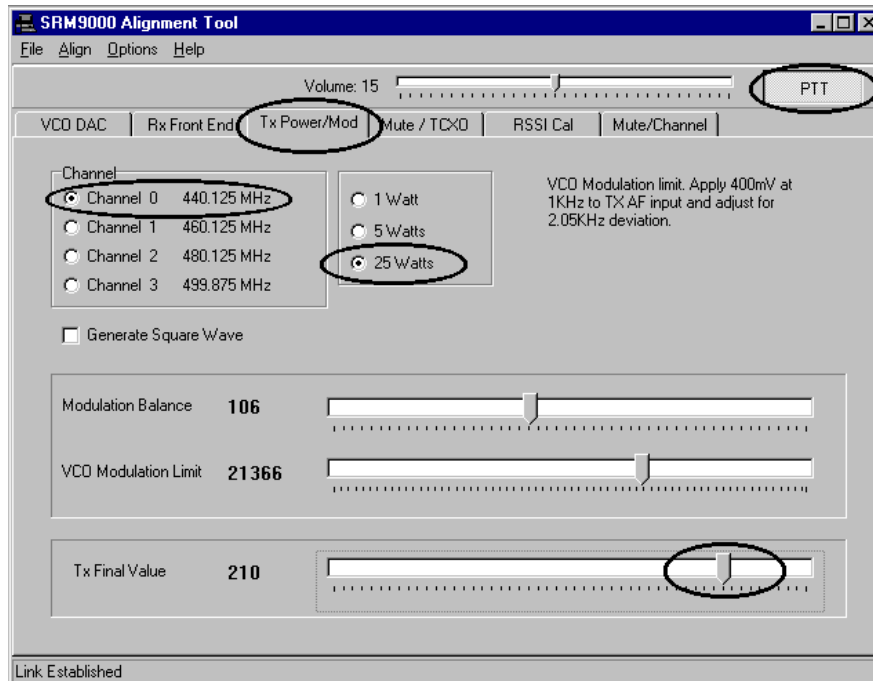 SRM9000 Alignment Tool
File Align Options Help
Volume: 15
PTT
VCO DAC
Rx Front End
Tx Power/Mod
Mute / TCXO
RSSI Cal
Mute/Channel
Channel
Channel 0 440.125 MHz
Channel 1 460.125 MHz
Channel 2 480.125 MHz
Channel 3 499.875 MHz
1 Watt
5 Watts
25 Watts
VCO Modulation limit. Apply 400mV at
1KHz to TX AF input and adjust for
2.05KHz deviation.
Generate Square Wave
Modulation Balance 106
VCO Modulation Limit 21366
Tx Final Value 210
Link Established